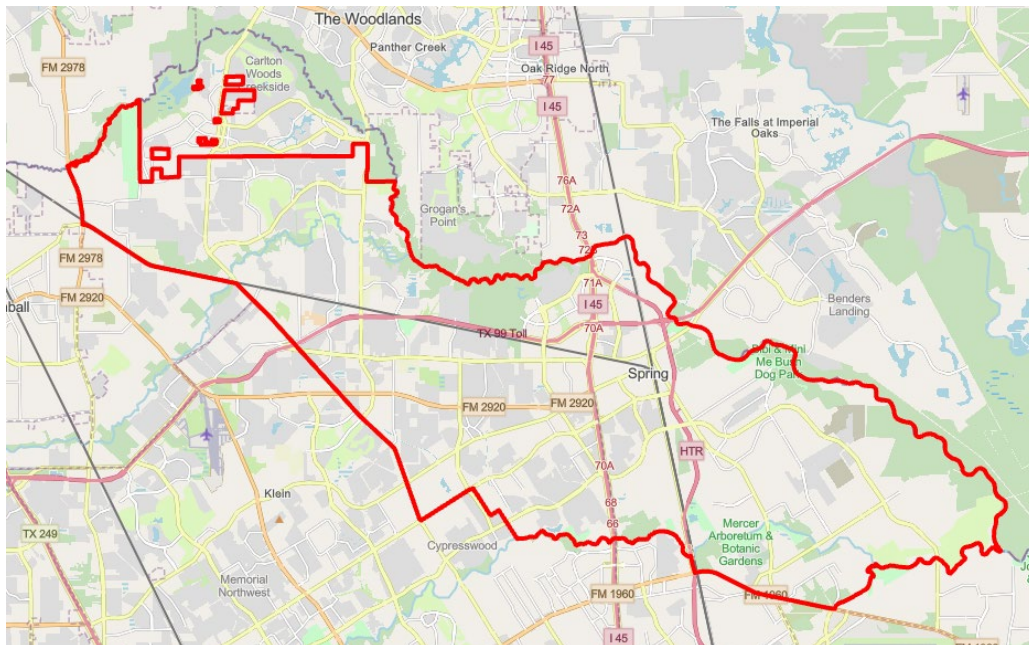 The Woodlands
I 45
Panther Creek
FM 2978
Carlton
Woods
Creekside
Oak Ridge North
77
I 45
The Falls at Imperial
Oaks
76A
72A
Grogan's
Point
73
FM 2978
71A
FM 2920
I 45
Benders
Landing
TX 99 Toll
70A
Bibi & Mini
Me Bush
Dog Park
Spring
FM 2920
FM 2920
HTR
70A
Klein
68
66
TX 249
Cypresswood
Mercer
Arboretum &
Botanic
Gardens
Memorial
Northwest
FM 1960
FM 1960
I 45